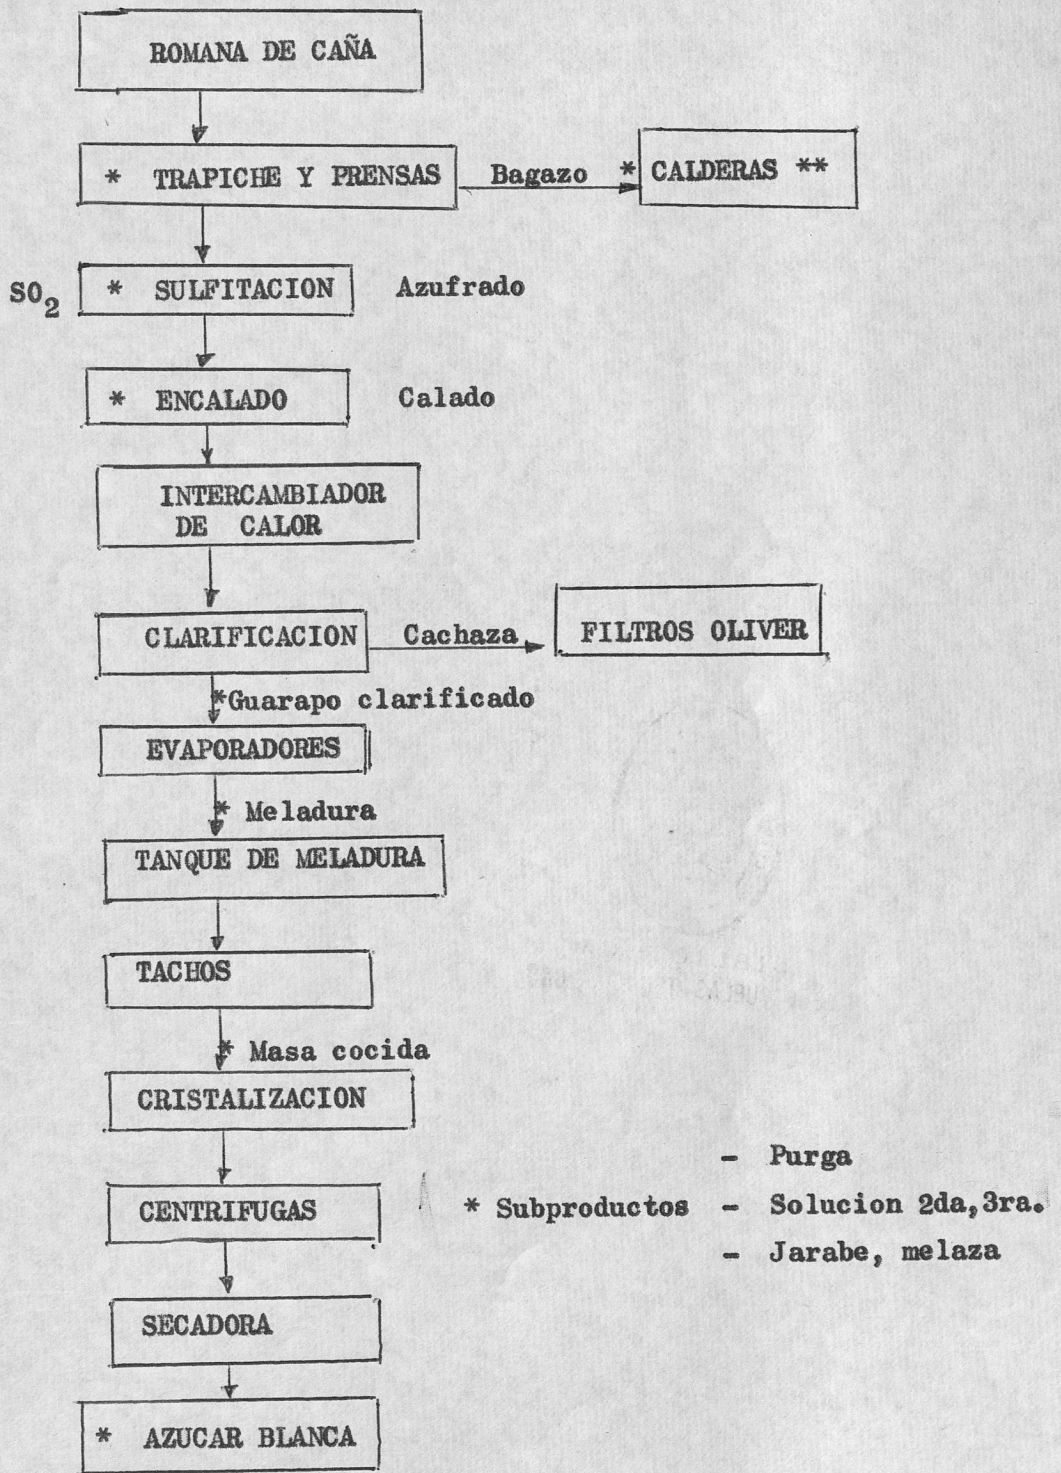 ROMANA DE CAÑA
* TRAPICHE Y PRENSAS
Bagazo
* CALDERAS **
SO2
* SULFITACION
Azufrado
* ENCALADO
Calado
INTERCAMBIADOR
DE CALOR
CLARIFICACION
Cachaza
FILTROS OLIVER
*Guarapo clarificado
EVAPORADORES
* Meladura
TANQUE DE MELADURA
TACHOS
* Masa cocida
CRISTALIZACION
CENTRIFUGAS
* Subproductos
- Purga
- Solucion 2da,3ra.
- Jarabe, melaza
SECADORA
* AZUCAR BLANCA